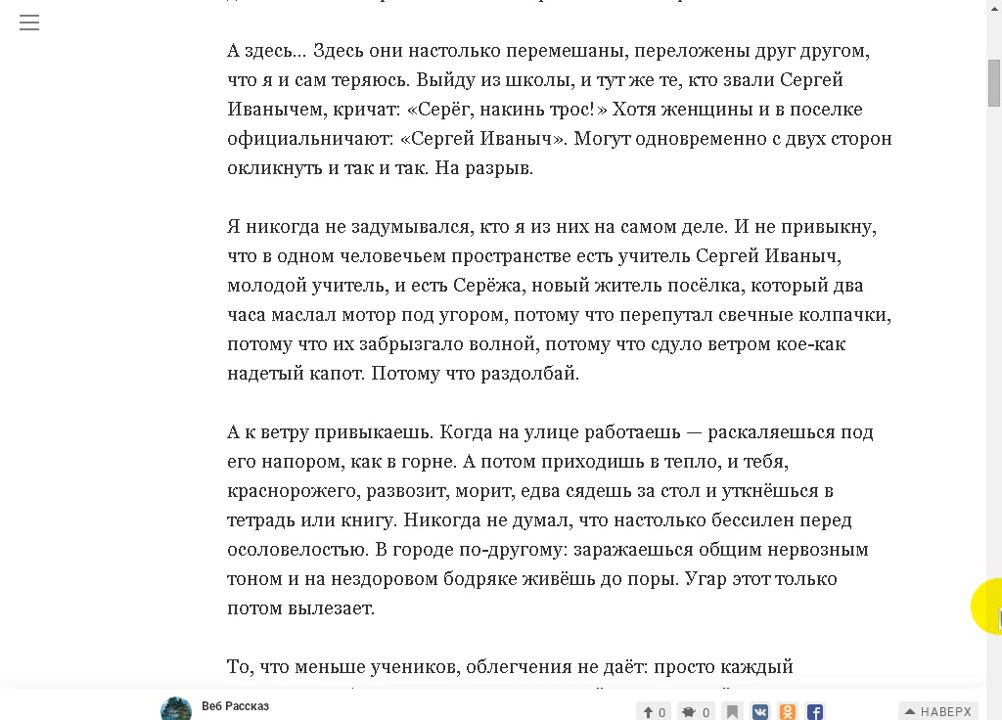 А здесь... Здесь они настолько перемешаны, переложены друг другом,
что я и сам теряюсь. Выйду из школы, и тут же те, кто звали Сергей
Иванычем, кричат: «Серёг, накинь трос!» Хотя женщины и в поселке
официальничают: «Сергей Иваныч». Могут одновременно с двух сторон
окликнуть и так и так. На разрыв.
Я никогда не задумывался, кто я из них на самом деле. И не привыкну,
что в одном человечьем пространстве есть учитель Сергей Иваныч,
молодой учитель, и есть Серёжа, новый житель посёлка, который два
часа маслал мотор под угором, потому что перепутал свечные колпачки,
потому что их забрызгало волной, потому что сдуло ветром кое-как
надетый капот. Потому что раздолбай.
А к ветру привыкаешь. Когда на улице работаешь — раскаляешься под
его напором, как в горне. А потом приходишь в тепло, и тебя,
краснорожего, развозит, морит, едва сядешь за стол и уткнёшься в
тетрадь или книгу. Никогда не думал, что настолько бессилен перед
осоловелостью. В городе по-другому: заражаешься общим нервозным
тоном и на нездоровом бодряке живёшь до поры. Угар этот только
потом вылезает.
То, что меньше учеников, облегчения не даёт: просто каждый
Веб Рассказ
0 0 НАВЕРХ